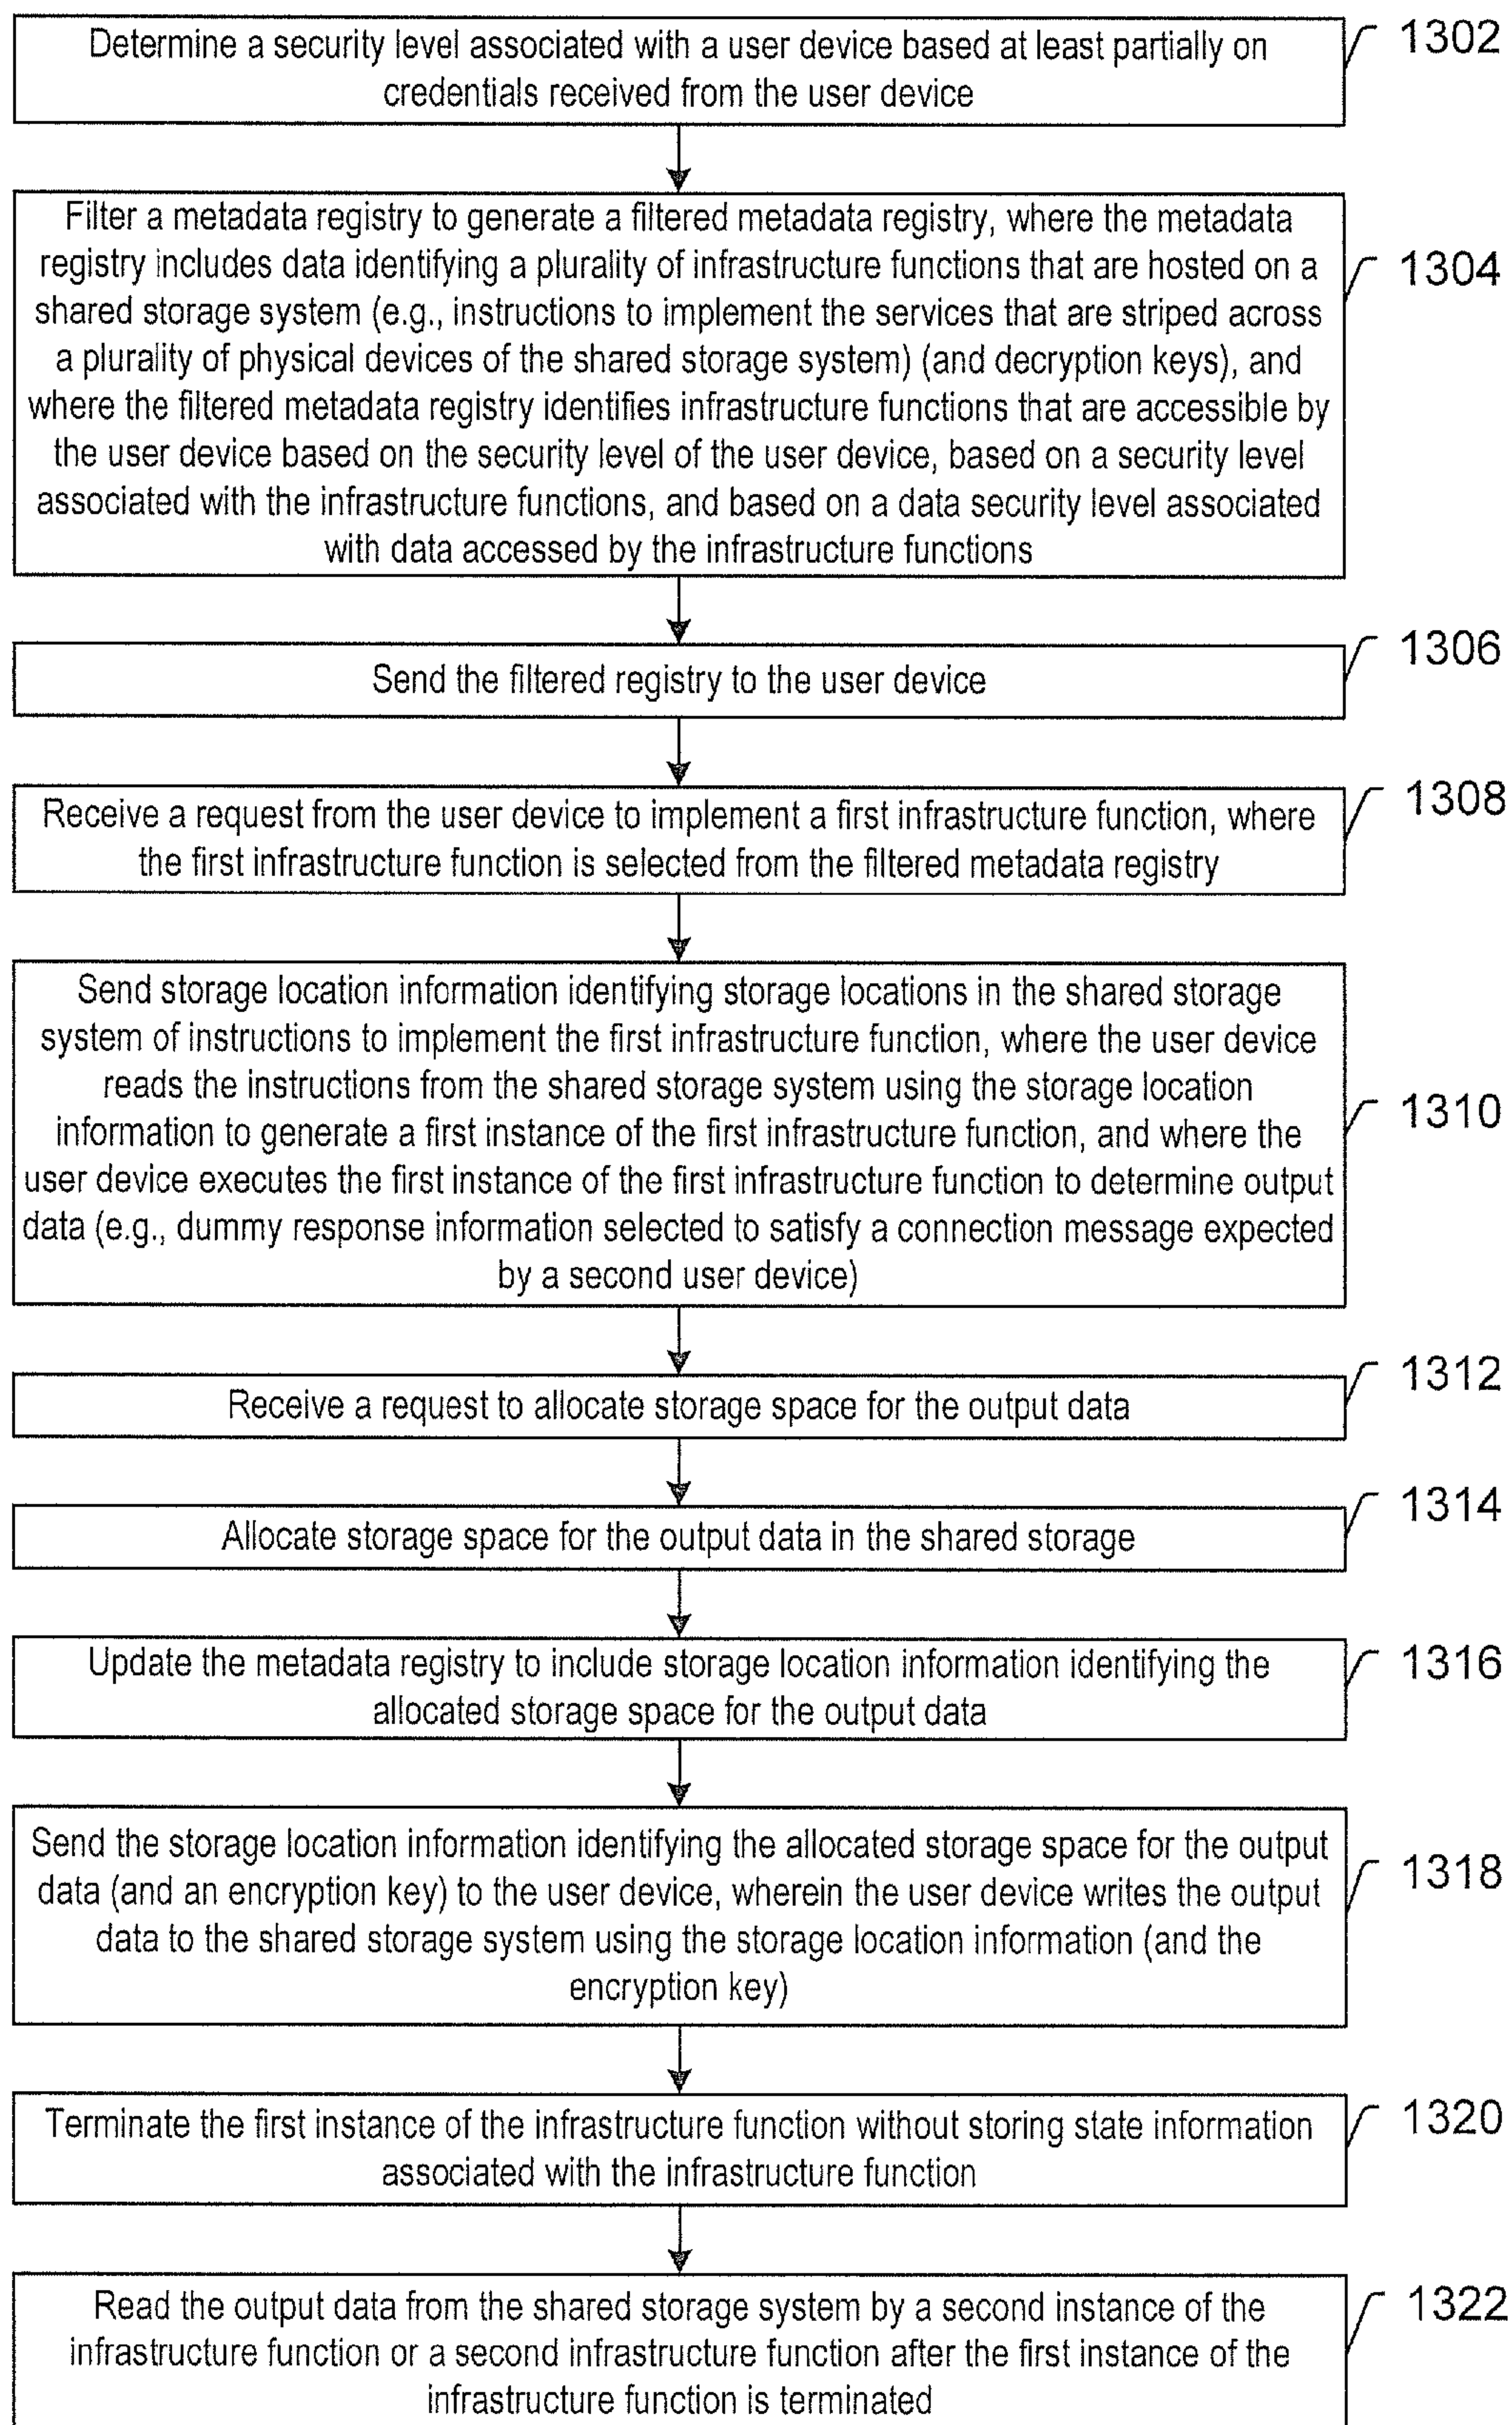 Determine a security level associated with a user device based at least partially on
credentials received from the user device
1302
Filter a metadata registry to generate a filtered metadata registry, where the metadata
registry includes data identifying a plurality of infrastructure functions that are hosted on a
shared storage system (e.g., instructions to implement the services that are striped across
a plurality of physical devices of the shared storage system) (and decryption keys), and
where the filtered metadata registry identifies infrastructure functions that are accessible by
the user device based on the security level of the user device, based on a security level
associated with the infrastructure functions, and based on a data security level associated
with data accessed by the infrastructure functions
1304
Send the filtered registry to the user device
1306
Receive a request from the user device to implement a first infrastructure function, where
the first infrastructure function is selected from the filtered metadata registry
1308
Send storage location information identifying storage locations in the shared storage
system of instructions to implement the first infrastructure function, where the user device
reads the instructions from the shared storage system using the storage location
information to generate a first instance of the first infrastructure function, and where the
user device executes the first instance of the first infrastructure function to determine output
data (e.g., dummy response information selected to satisfy a connection message expected
by a second user device)
1310
Receive a request to allocate storage space for the output data
1312
Allocate storage space for the output data in the shared storage
1314
Update the metadata registry to include storage location information identifying the
allocated storage space for the output data
1316
Send the storage location information identifying the allocated storage space for the output
data (and an encryption key) to the user device, wherein the user device writes the output
data to the shared storage system using the storage location information (and the
encryption key)
1318
Terminate the first instance of the infrastructure function without storing state information
associated with the infrastructure function
1320
Read the output data from the shared storage system by a second instance of the
infrastructure function or a second infrastructure function after the first instance of the
infrastructure function is terminated
1322